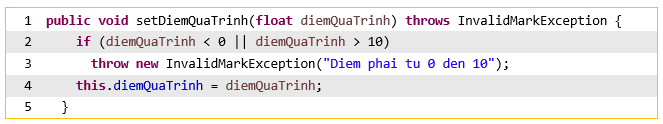 1 public void setDiemQuaTrinh(float diemQuaTrinh) throws InvalidMarkException {
2 if (diemQuaTrinh < 0 || diemQuaTrinh > 10)
3 throw new InvalidMarkException("Diem phai tu 0 den 10");
4 this.diemQuaTrinh = diemQuaTrinh;
5 }